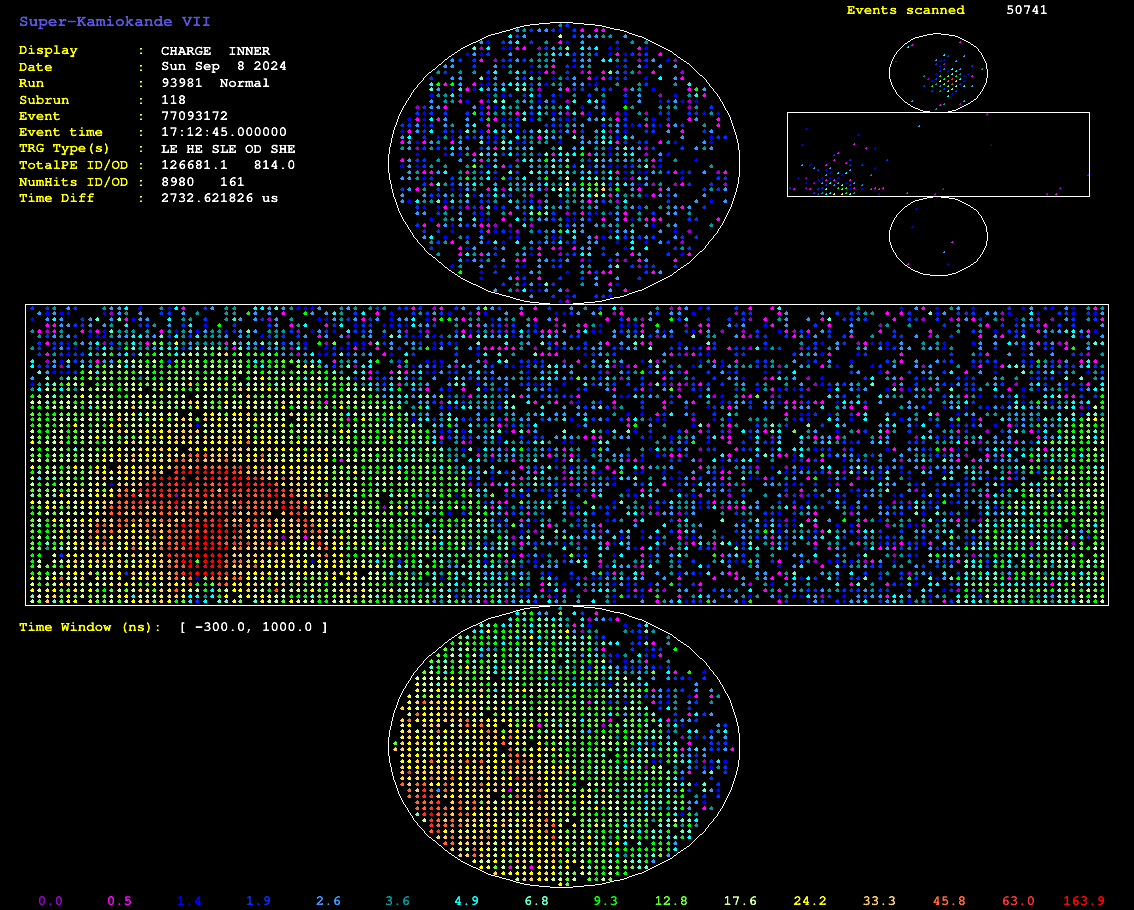 Super-Kamiokande VII
Events scanned 50741
Display : CHARGE INNER
Date : Sun Sep 8 2024
Run : 93981 Normal
Subrun : 118
Event : 77093172
Event time : 17:12:45.000000
TRG Type(s) : LE HE SLE OD SHE
TotalPE ID/OD : 126681.1 814.0
NumHits ID/OD : 8980 161
Time Diff : 2732.621826 us
Time Window (ns): [ -300.0, 1000.0 ]
0.0 0.5 1.4 1.9 2.6 3.6 4.9 6.8 9.3 12.8 17.6 24.2 33.3 45.8 63.0 163.9